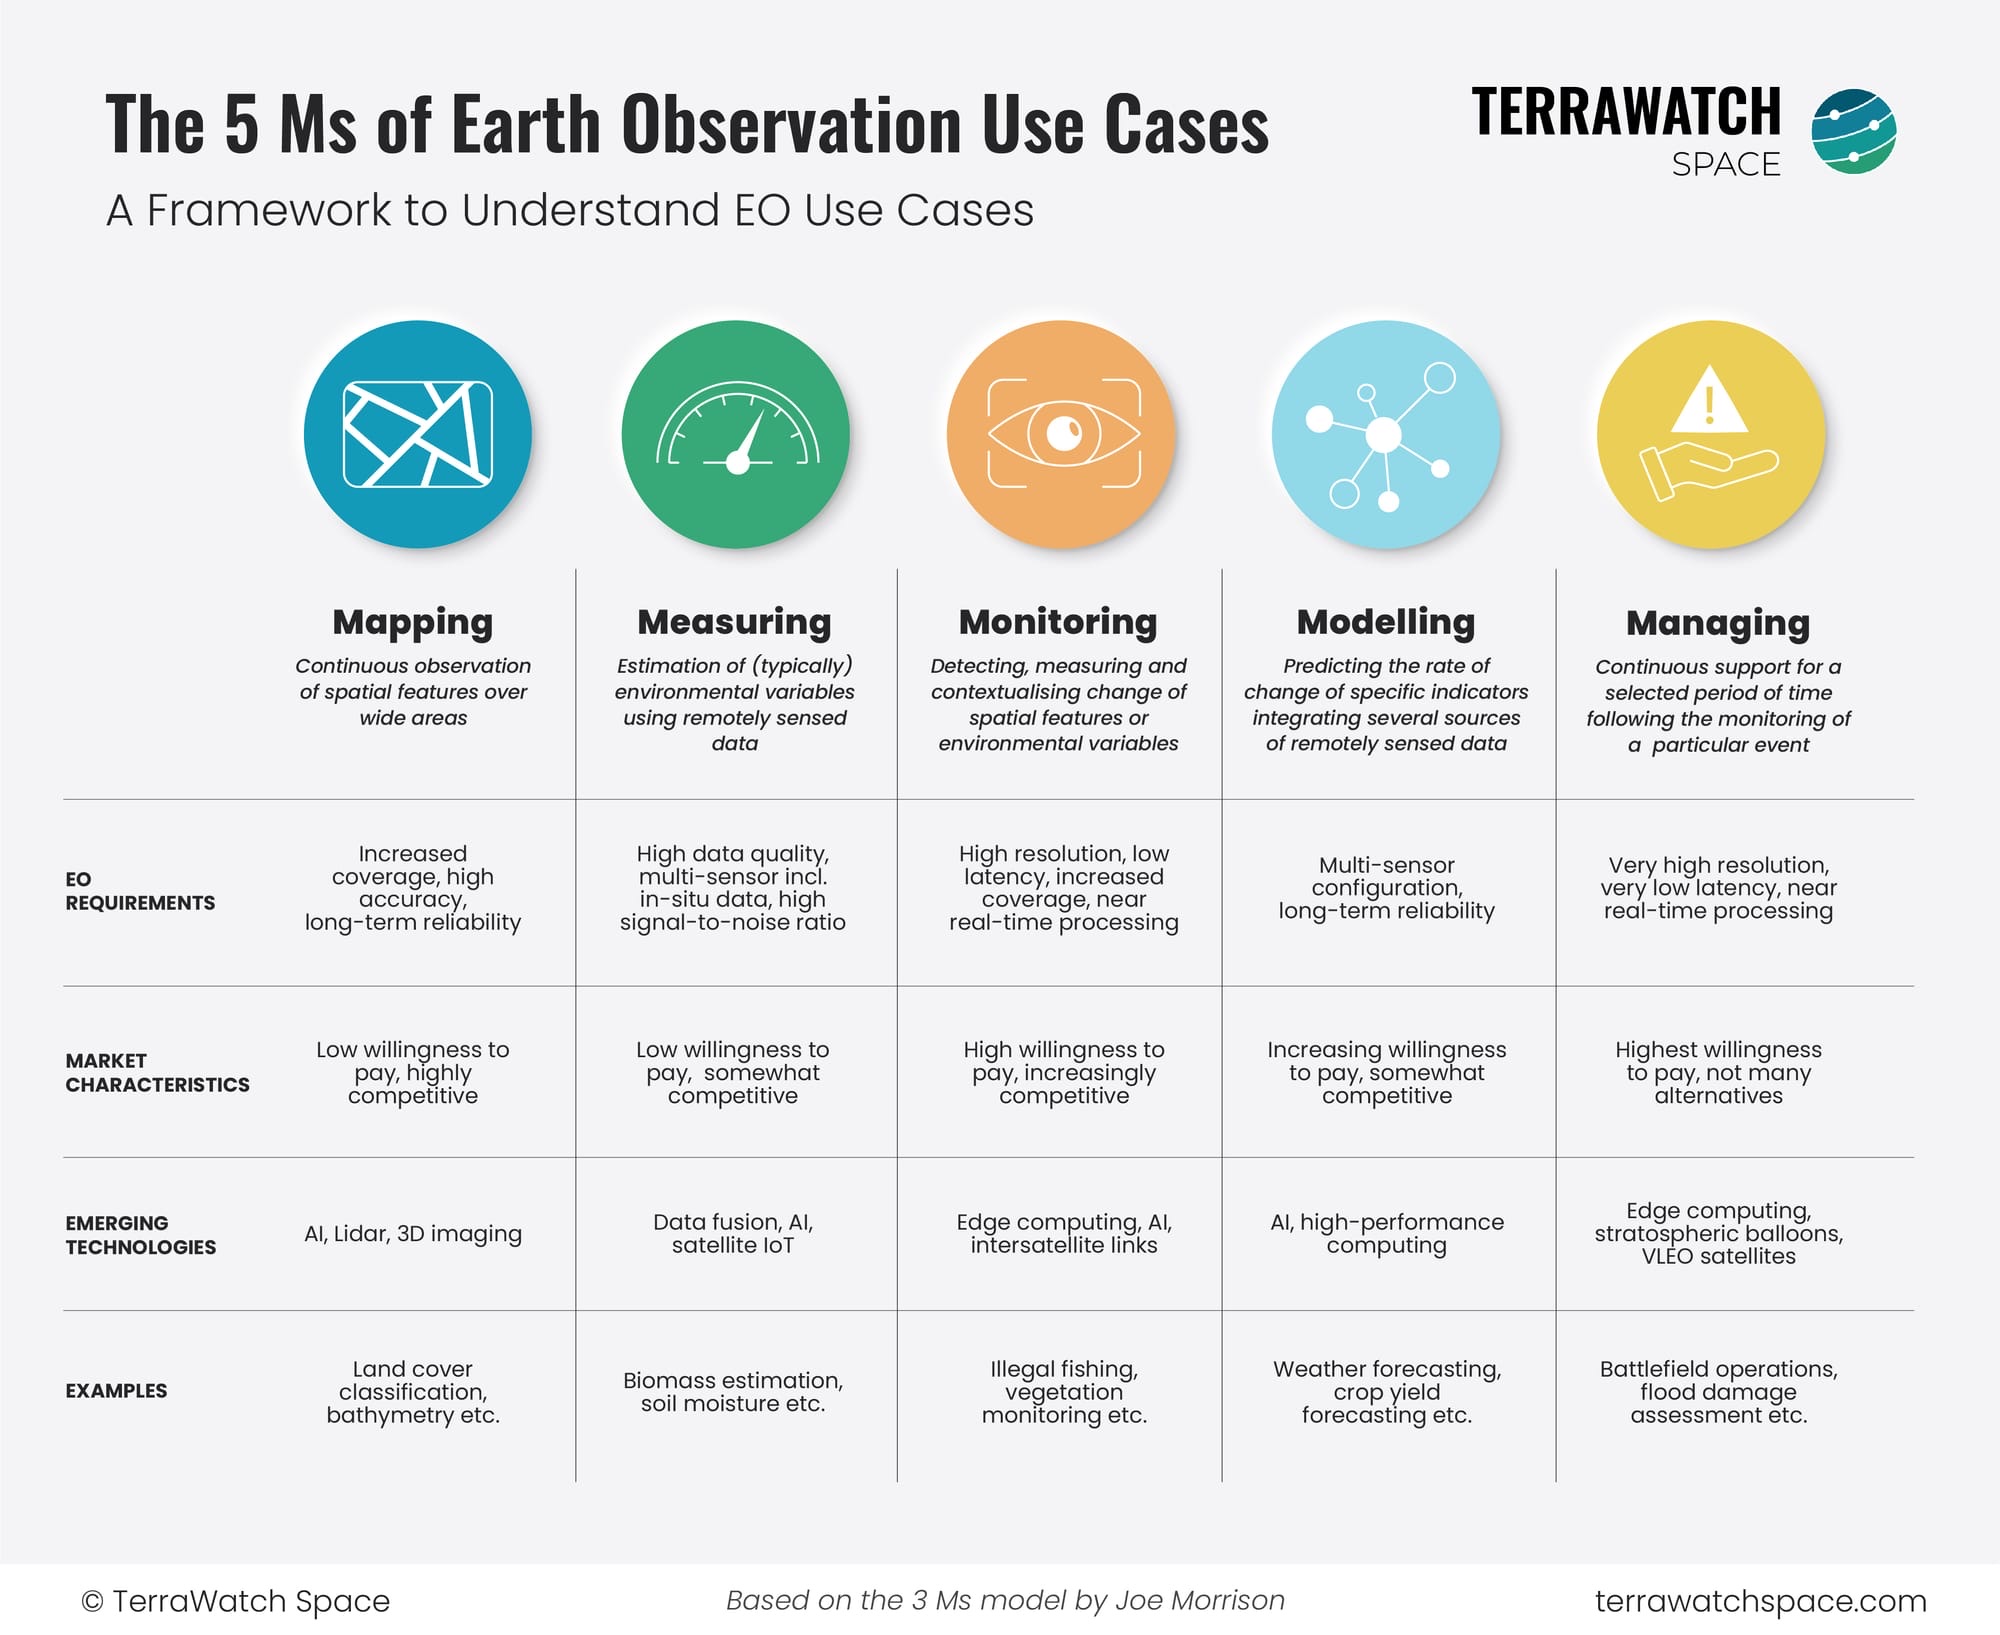 The 5 Ms of Earth Observation Use Cases
A Framework to Understand EO Use Cases
TERRAWATCH
SPACE
Mapping
Continuous observation
of spatial features over
wide areas
Measuring
Estimation of (typically)
environmental variables
using remotely sensed
data
Monitoring
Detecting, measuring and
contextualising change of
spatial features or
environmental variables
Modelling
Predicting the rate of
change of specific indicators
integrating several sources
of remotely sensed data
Managing
Continuous support for a
selected period of time
following the monitoring of
a particular event
EO
REQUIREMENTS
Increased
coverage, high
accuracy,
long-term reliability
High data quality,
multi-sensor incl.
in-situ data, high
signal-to-noise ratio
High resolution, low
latency, increased
coverage, near
real-time processing
Multi-sensor
configuration,
long-term reliability
Very high resolution,
very low latency, near
real-time processing
MARKET
CHARACTERISTICS
Low willingness to
pay, highly
competitive
Low willingness to
pay, somewhat
competitive
High willingness to
pay, increasingly
competitive
Increasing willingness
to pay, somewhat
competitive
Highest willingness
to pay, not many
alternatives
EMERGING
TECHNOLOGIES
AI, Lidar, 3D imaging
Data fusion, AI,
satellite IoT
Edge computing, AI,
intersatellite links
AI, high-performance
computing
Edge computing,
stratospheric balloons,
VLEO satellites
EXAMPLES
Land cover
classification,
bathymetry etc.
Biomass estimation,
soil moisture etc.
Illegal fishing,
vegetation
monitoring etc.
Weather forecasting,
crop yield
forecasting etc.
Battlefield operations,
flood damage
assessment etc.
© TerraWatch Space
Based on the 3 Ms model by Joe Morrison
terrawatchspace.com